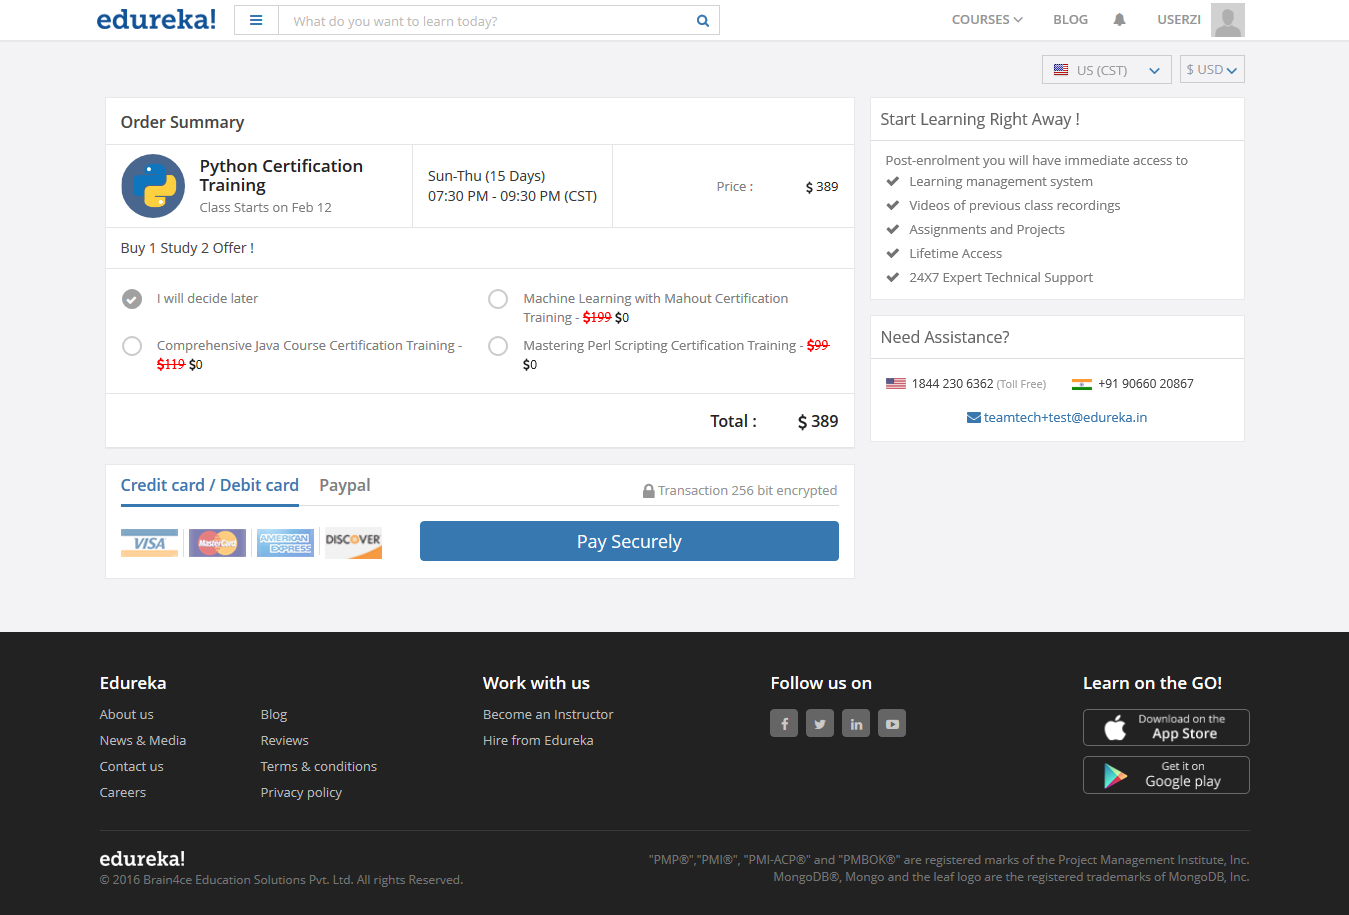 edureka!
What do you want to learn today?
COURSES
BLOG
USERZI
US (CST)
$ USD
Order Summary
Python Certification
Training
Class Starts on Feb 12
Sun-Thu (15 Days)
07:30 PM - 09:30 PM (CST)
Price :
$ 389
Buy 1 Study 2 Offer !
I will decide later
Machine Learning with Mahout Certification
Training - $199 $0
Comprehensive Java Course Certification Training -
$119 $0
Mastering Perl Scripting Certification Training - $99
$0
Total :
$ 389
Start Learning Right Away !
Post-enrolment you will have immediate access to
Learning management system
Videos of previous class recordings
Assignments and Projects
Lifetime Access
24X7 Expert Technical Support
Need Assistance?
1844 230 6362 (Toll Free)
+91 90660 20867
teamtech+test@edureka.in
Credit card / Debit card
Paypal
Transaction 256 bit encrypted
VISA
MasterCard
AMERICAN
EXPRESS
DISCOVER
Pay Securely
Edureka
About us
News & Media
Contact us
Careers
Blog
Reviews
Terms & conditions
Privacy policy
Work with us
Become an Instructor
Hire from Edureka
Follow us on
Learn on the GO!
Download on the
App Store
Get it on
Google play
edureka!
© 2016 Brain4ce Education Solutions Pvt. Ltd. All rights Reserved.
"PMP®","PMI®", "PMI-ACP®" and "PMBOK®" are registered marks of the Project Management Institute, Inc.
MongoDB®, Mongo and the leaf logo are the registered trademarks of MongoDB, Inc.